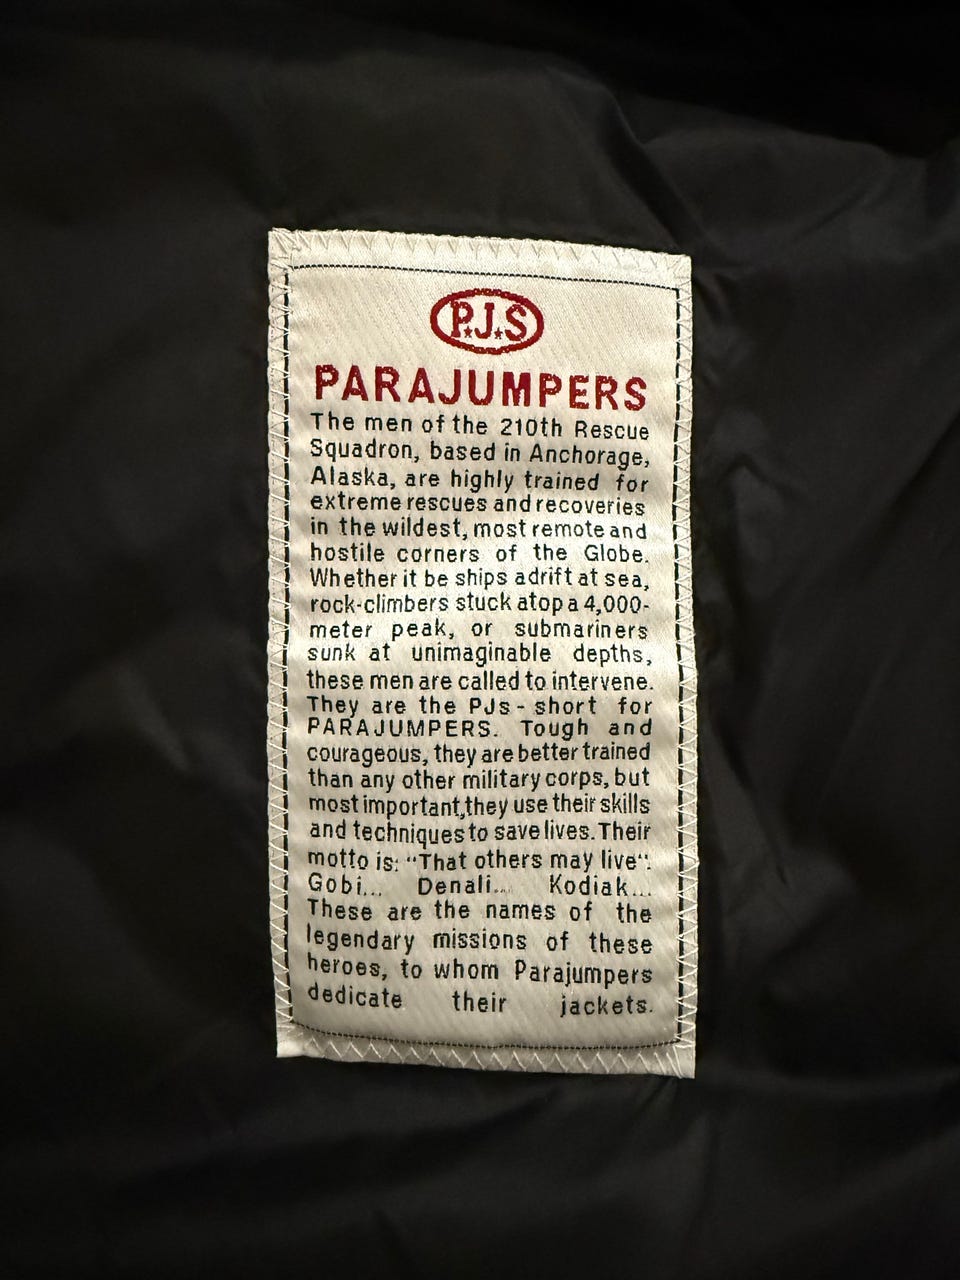 P.J.S
PARAJUMPERS
The men of the 210th Rescue
Squadron, based in Anchorage,
Alaska, are highly trained for
extreme rescues and recoveries
in the wildest, most remote and
hostile corners of the Globe.
Whether it be ships adrift at sea,
rock-climbers stuck atop a 4,000-
meter peak, or submariners
sunk at unimaginable depths,
these men are called to intervene.
They are the PJs - short for
PARAJUMPERS. Tough and
courageous, they are better trained
than any other military corps, but
most important,they use their skills
and techniques to save lives. Their
motto is: “That others may live“.
Gobi... Denali... Kodiak...
These are the names of the
legendary missions of these
heroes, to whom Parajumpers
dedicate their jackets.